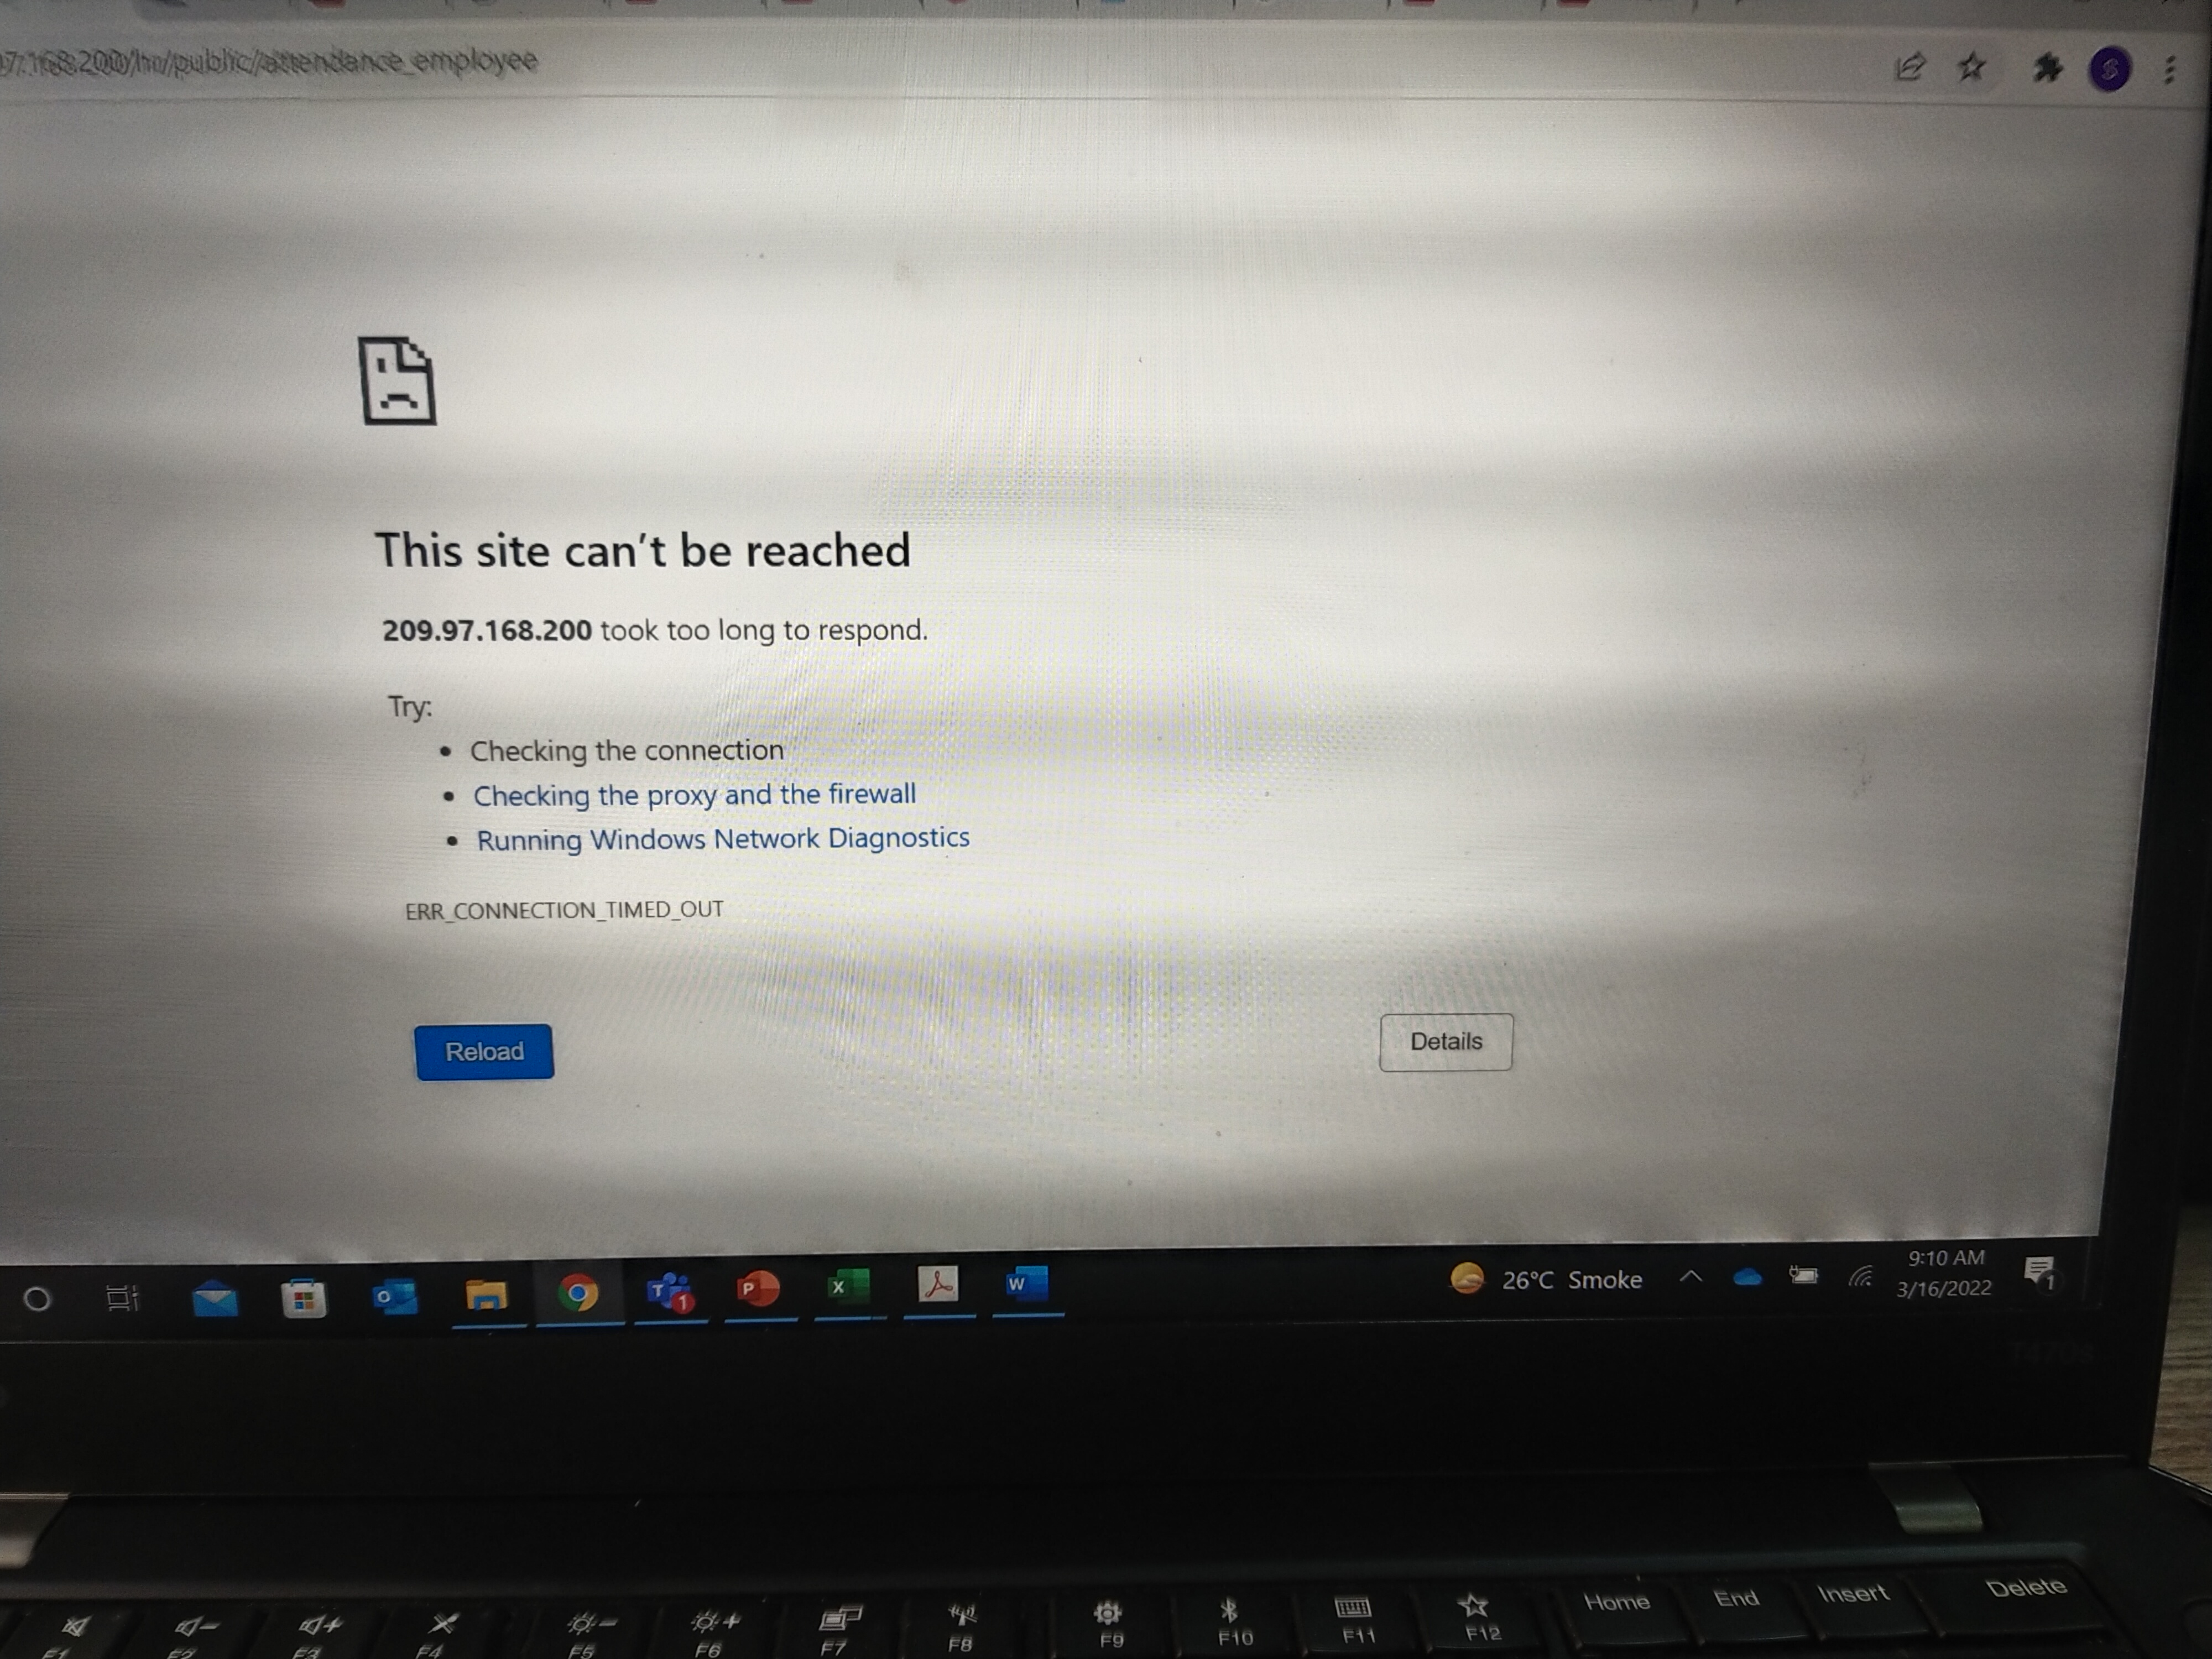 7.168.200/hr/public/attendance_employee
This site can't be reached
209.97.168.200 took too long to respond.
Try:
• Checking the connection
• Checking the proxy and the firewall
• Running Windows Network Diagnostics
ERR_CONNECTION_TIMED_OUT
Reload
Details
26°C Smoke
9:10 AM
3/16/2022
1
1
Home
End
Insert
Delete
F1
F2
F3
F4
F5
F6
F7
F8
F9
F10
F11
F12